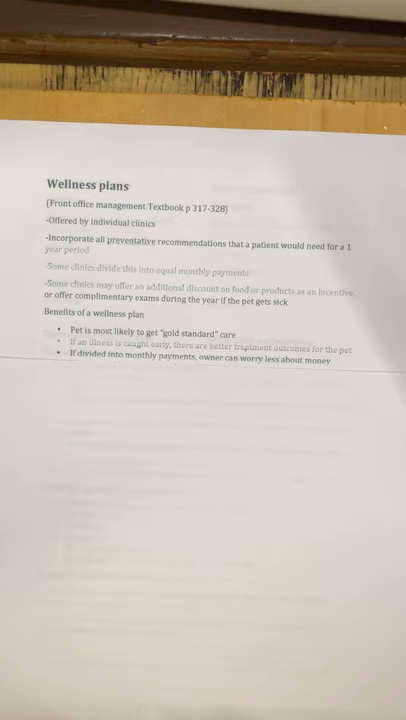 Wellness plans
(Front office management Textbook p 317-328)
-Offered by individual clinics
-Incorporate all preventative recommendations that a patient would need for a 1
year period
-Some clinics divide this into equal monthly payments
-Some clinics may offer an additional discount on food or products as an incentive,
or offer complimentary exams during the year if the pet gets sick
Benefits of a wellness plan
• Pet is most likely to get "gold standard" care
• If an illness is caught early, there are better treatment outcomes for the pet
• If divided into monthly payments, owner can worry less about money